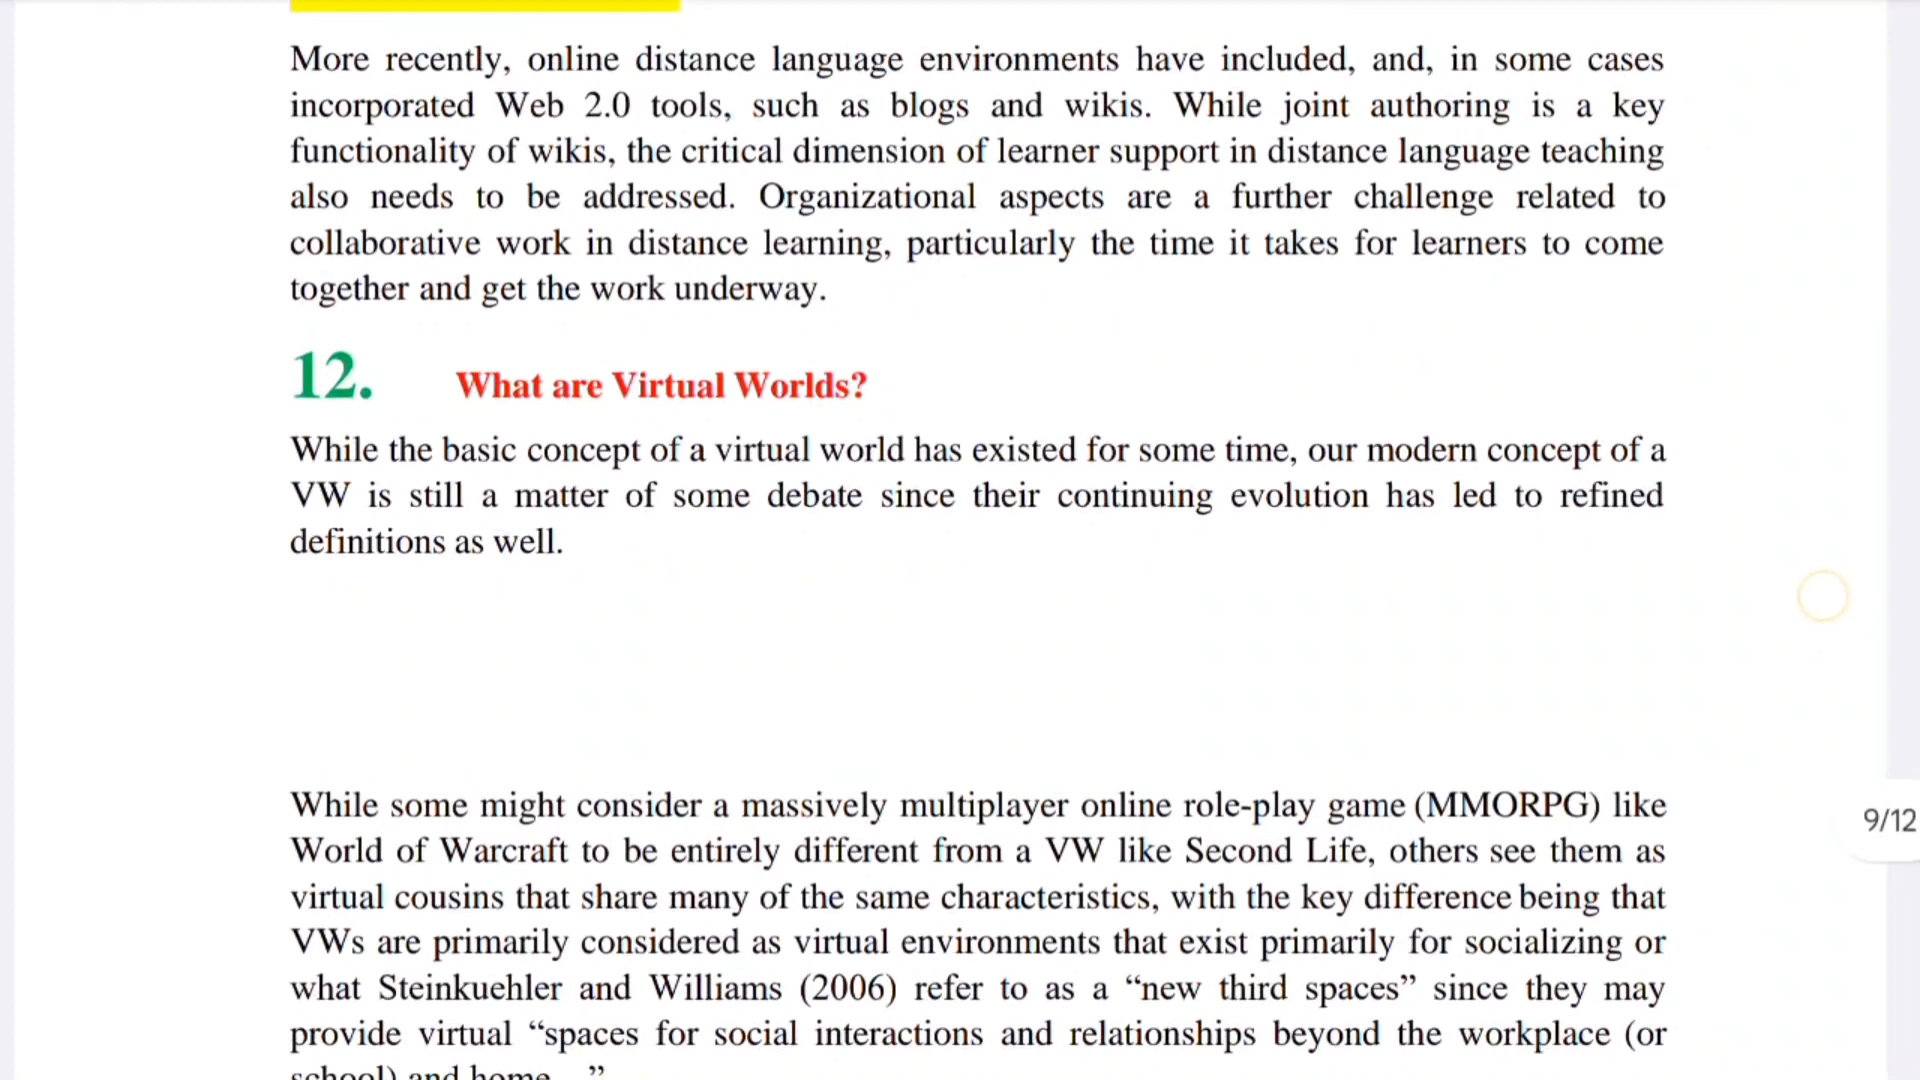 More recently, online distance language environments have included, and, in some cases
incorporated Web 2.0 tools, such as blogs and wikis. While joint authoring is a key
functionality of wikis, the critical dimension of learner support in distance language teaching
also needs to be addressed. Organizational aspects are a further challenge related to
collaborative work in distance learning, particularly the time it takes for learners to come
together and get the work underway.
12. What are Virtual Worlds?
While the basic concept of a virtual world has existed for some time, our modern concept of a
VW is still a matter of some debate since their continuing evolution has led to refined
definitions as well.
While some might consider a massively multiplayer online role-play game (MMORPG) like
9/12
World of Warcraft to be entirely different from a VW like Second Life, others see them as
virtual cousins that share many of the same characteristics, with the key difference being that
VWs are primarily considered as virtual environments that exist primarily for socializing or
what Steinkuehler and Williams (2006) refer to as a “new third spaces” since they may
provide virtual “spaces for social interactions and relationships beyond the workplace (or
school) and home ”